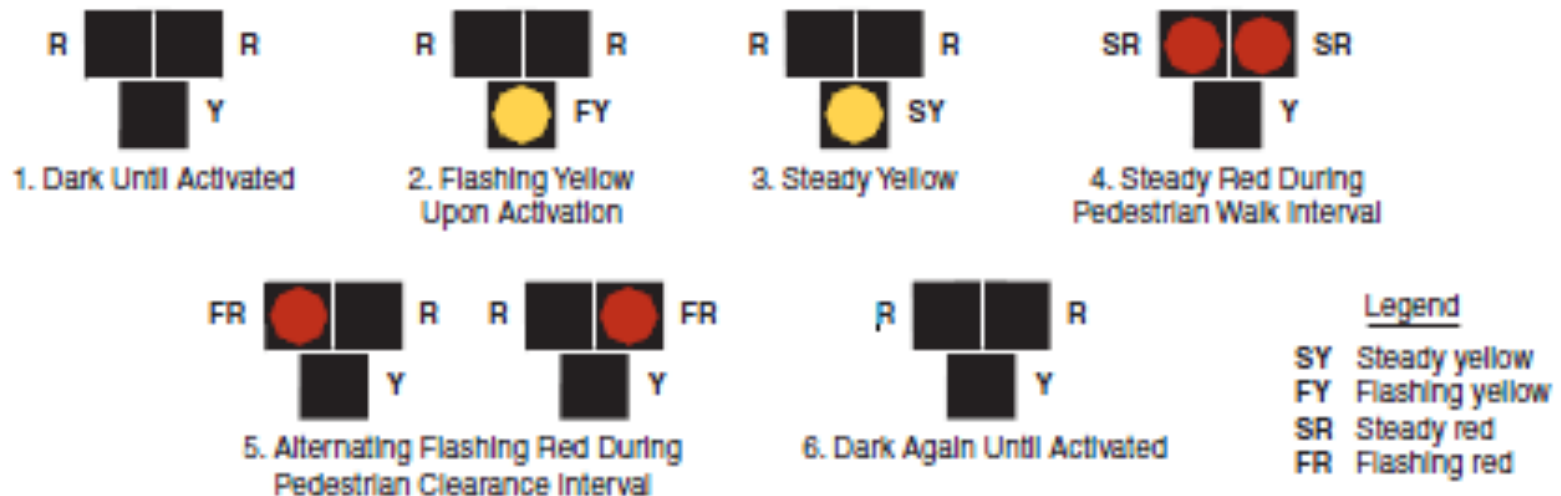 R R R R R R SR SR
Y FY SY Y
1. Dark Until Activated
2. Flashing Yellow
Upon Activation
3. Steady Yellow
4. Steady Red During
Pedestrian Walk Interval
FR R R FR R R
Y Y Y
5. Alternating Flashing Red During
Pedestrian Clearance Interval
6. Dark Again Until Activated
Legend
SY Steady yellow
FY Flashing yellow
SR Steady red
FR Flashing red